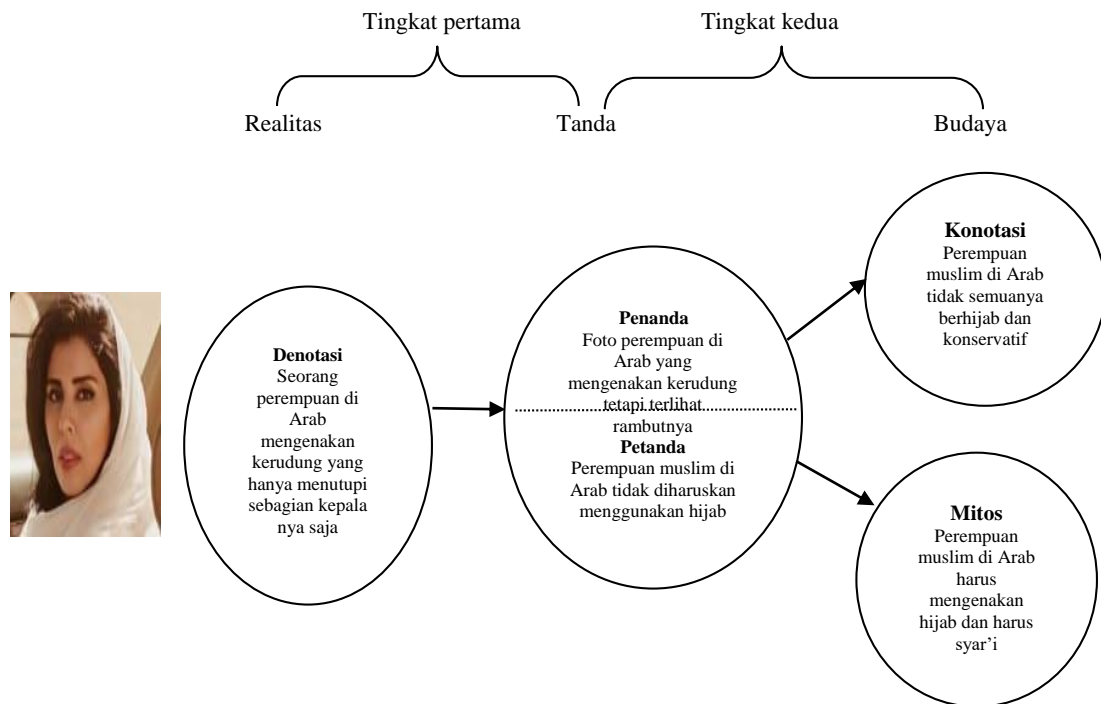 Tingkat pertama
Tingkat kedua
Realitas
Tanda
Budaya
Denotasi
Seorang
perempuan di
Arab
mengenakan
kerudung yang
hanya menutupi
sebagian kepala
nya saja
Penanda
Foto perempuan di
Arab yang
mengenakan kerudung
tetapi terlihat
rambutnya
Petanda
Perempuan muslim di
Arab tidak diharuskan
menggunakan hijab
Konotasi
Perempuan
muslim di Arab
tidak semuanya
berhijab dan
konservatif
Mitos
Perempuan
muslim di Arab
harus
mengenakan
hijab dan harus
syar’i